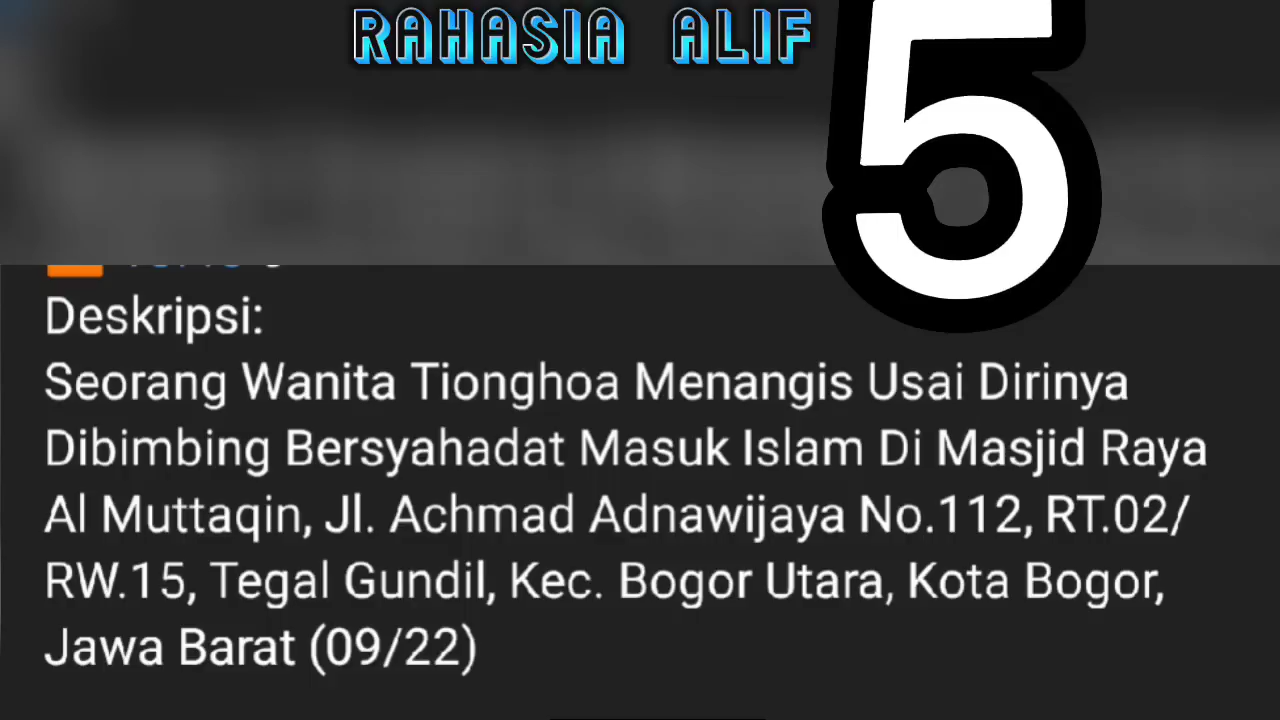 RAHASIA ALIF
5
Deskripsi:
Seorang Wanita Tionghoa Menangis Usai Dirinya
Dibimbing Bersyahadat Masuk Islam Di Masjid Raya
Al Muttaqin, Jl. Achmad Adnawijaya No.112, RT.02/
RW.15, Tegal Gundil, Kec. Bogor Utara, Kota Bogor,
Jawa Barat (09/22)